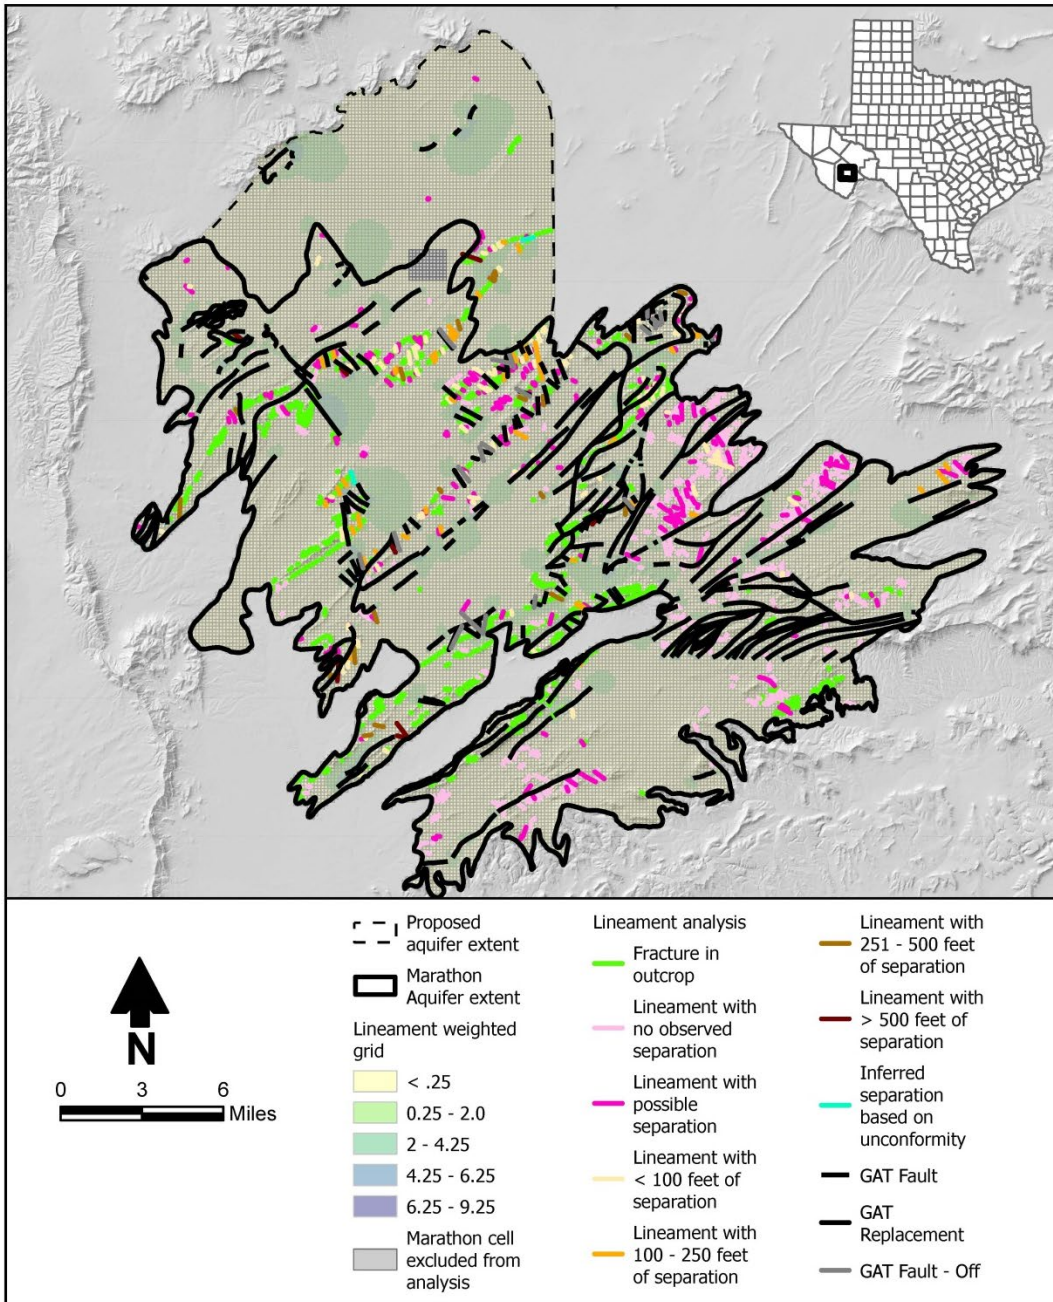 Proposed
aquifer extent
Marathon
Aquifer extent
Lineament weighted
grid
< .25
0.25 - 2.0
2 - 4.25
4.25 - 6.25
6.25 - 9.25
Marathon cell
excluded from
analysis
Lineament analysis
Fracture in
outcrop
Lineament with
no observed
separation
Lineament with
possible
separation
Lineament with
< 100 feet of
separation
Lineament with
100 - 250 feet
of separation
Lineament with
251 - 500 feet
of separation
Lineament with
> 500 feet of
separation
Inferred
separation
based on
unconformity
GAT Fault
GAT
Replacement
GAT Fault - Off
N
0 3 6
Miles